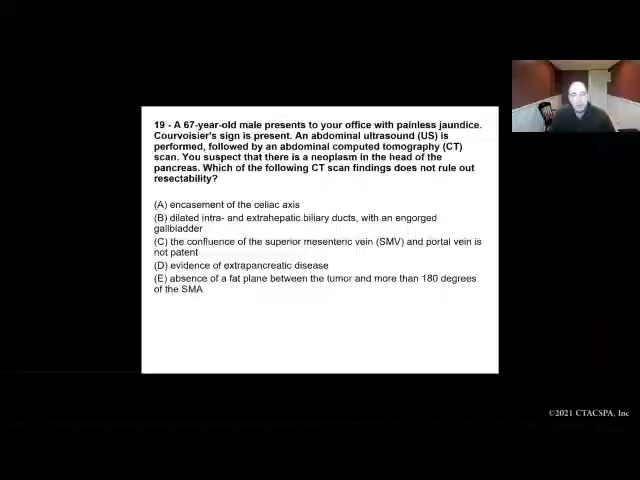 19 - A 67-year-old male presents to your office with painless jaundice.
Courvoisier's sign is present. An abdominal ultrasound (US) is
performed, followed by an abdominal computed tomography (CT)
scan. You suspect that there is a neoplasm in the head of the
pancreas. Which of the following CT scan findings does not rule out
resectability?
(A) encasement of the celiac axis
(B) dilated intra- and extrahepatic biliary ducts, with an engorged
gallbladder
(C) the confluence of the superior mesenteric vein (SMV) and portal vein is
not patent
(D) evidence of extrapancreatic disease
(E) absence of a fat plane between the tumor and more than 180 degrees
of the SMA
©2021 CTACSPA, Inc